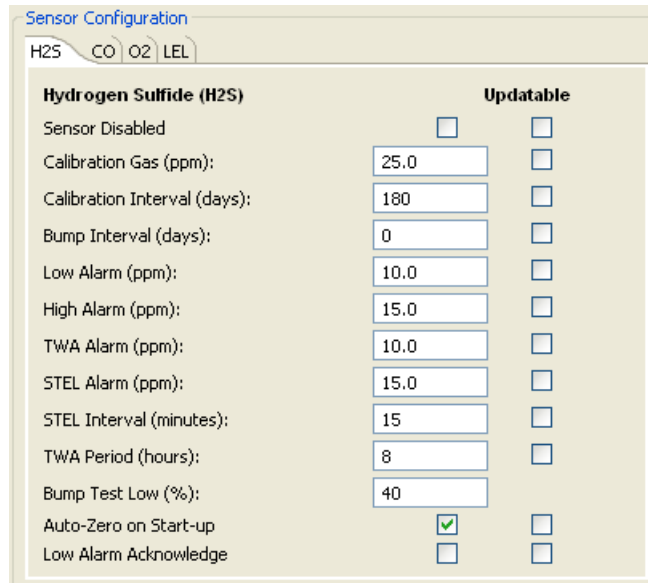 Sensor Configuration
H2S CO O2 LEL
Hydrogen Sulfide (H2S) Updatable
Sensor Disabled
Calibration Gas (ppm): 25.0
Calibration Interval (days): 180
Bump Interval (days): 0
Low Alarm (ppm): 10.0
High Alarm (ppm): 15.0
TWA Alarm (ppm): 10.0
STEL Alarm (ppm): 15.0
STEL Interval (minutes): 15
TWA Period (hours): 8
Bump Test Low (%): 40
Auto-Zero on Start-up
Low Alarm Acknowledge